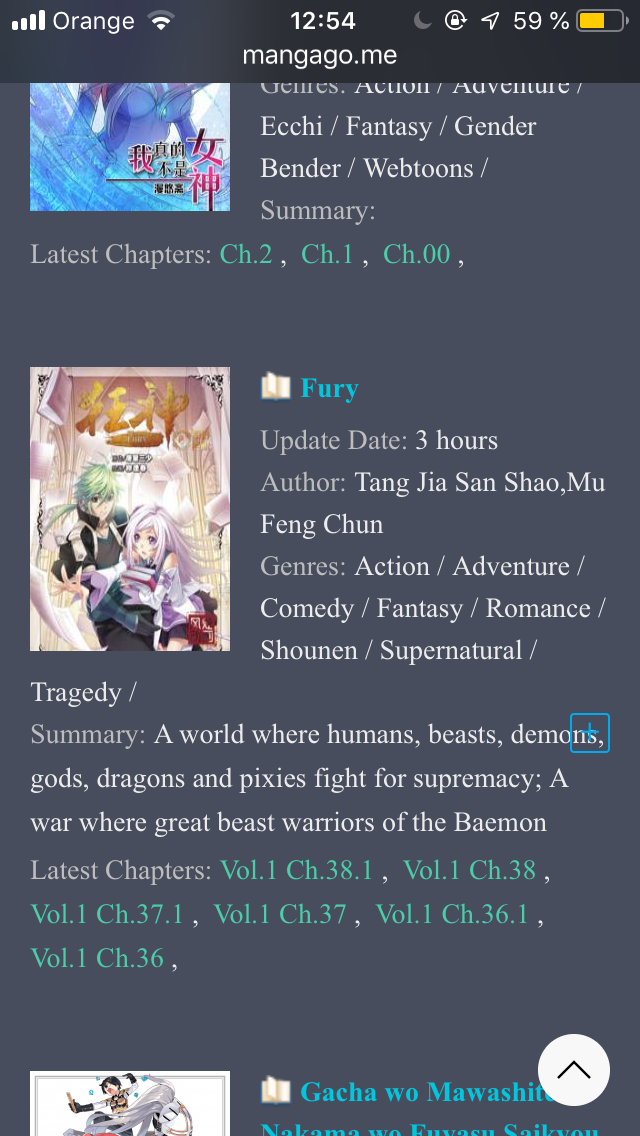 Orange 12:54 59 %
mangago.me
Genres: Action / Adventure /
Ecchi / Fantasy / Gender
Bender / Webtoons /
Summary:
我真的不是女神
Latest Chapters: Ch.2 , Ch.1 , Ch.00 ,
狂神
Fury
Fury
Update Date: 3 hours
Author: Tang Jia San Shao,Mu
Feng Chun
Genres: Action / Adventure /
Comedy / Fantasy / Romance /
Shounen / Supernatural /
Tragedy /
Summary: A world where humans, beasts, demons,
gods, dragons and pixies fight for supremacy; A
war where great beast warriors of the Baemon
Latest Chapters: Vol.1 Ch.38.1 , Vol.1 Ch.38 ,
Vol.1 Ch.37.1 , Vol.1 Ch.37 , Vol.1 Ch.36.1 ,
Vol.1 Ch.36 ,
Gacha wo Mawashite
Nakama wo Fuyasu Saikyou